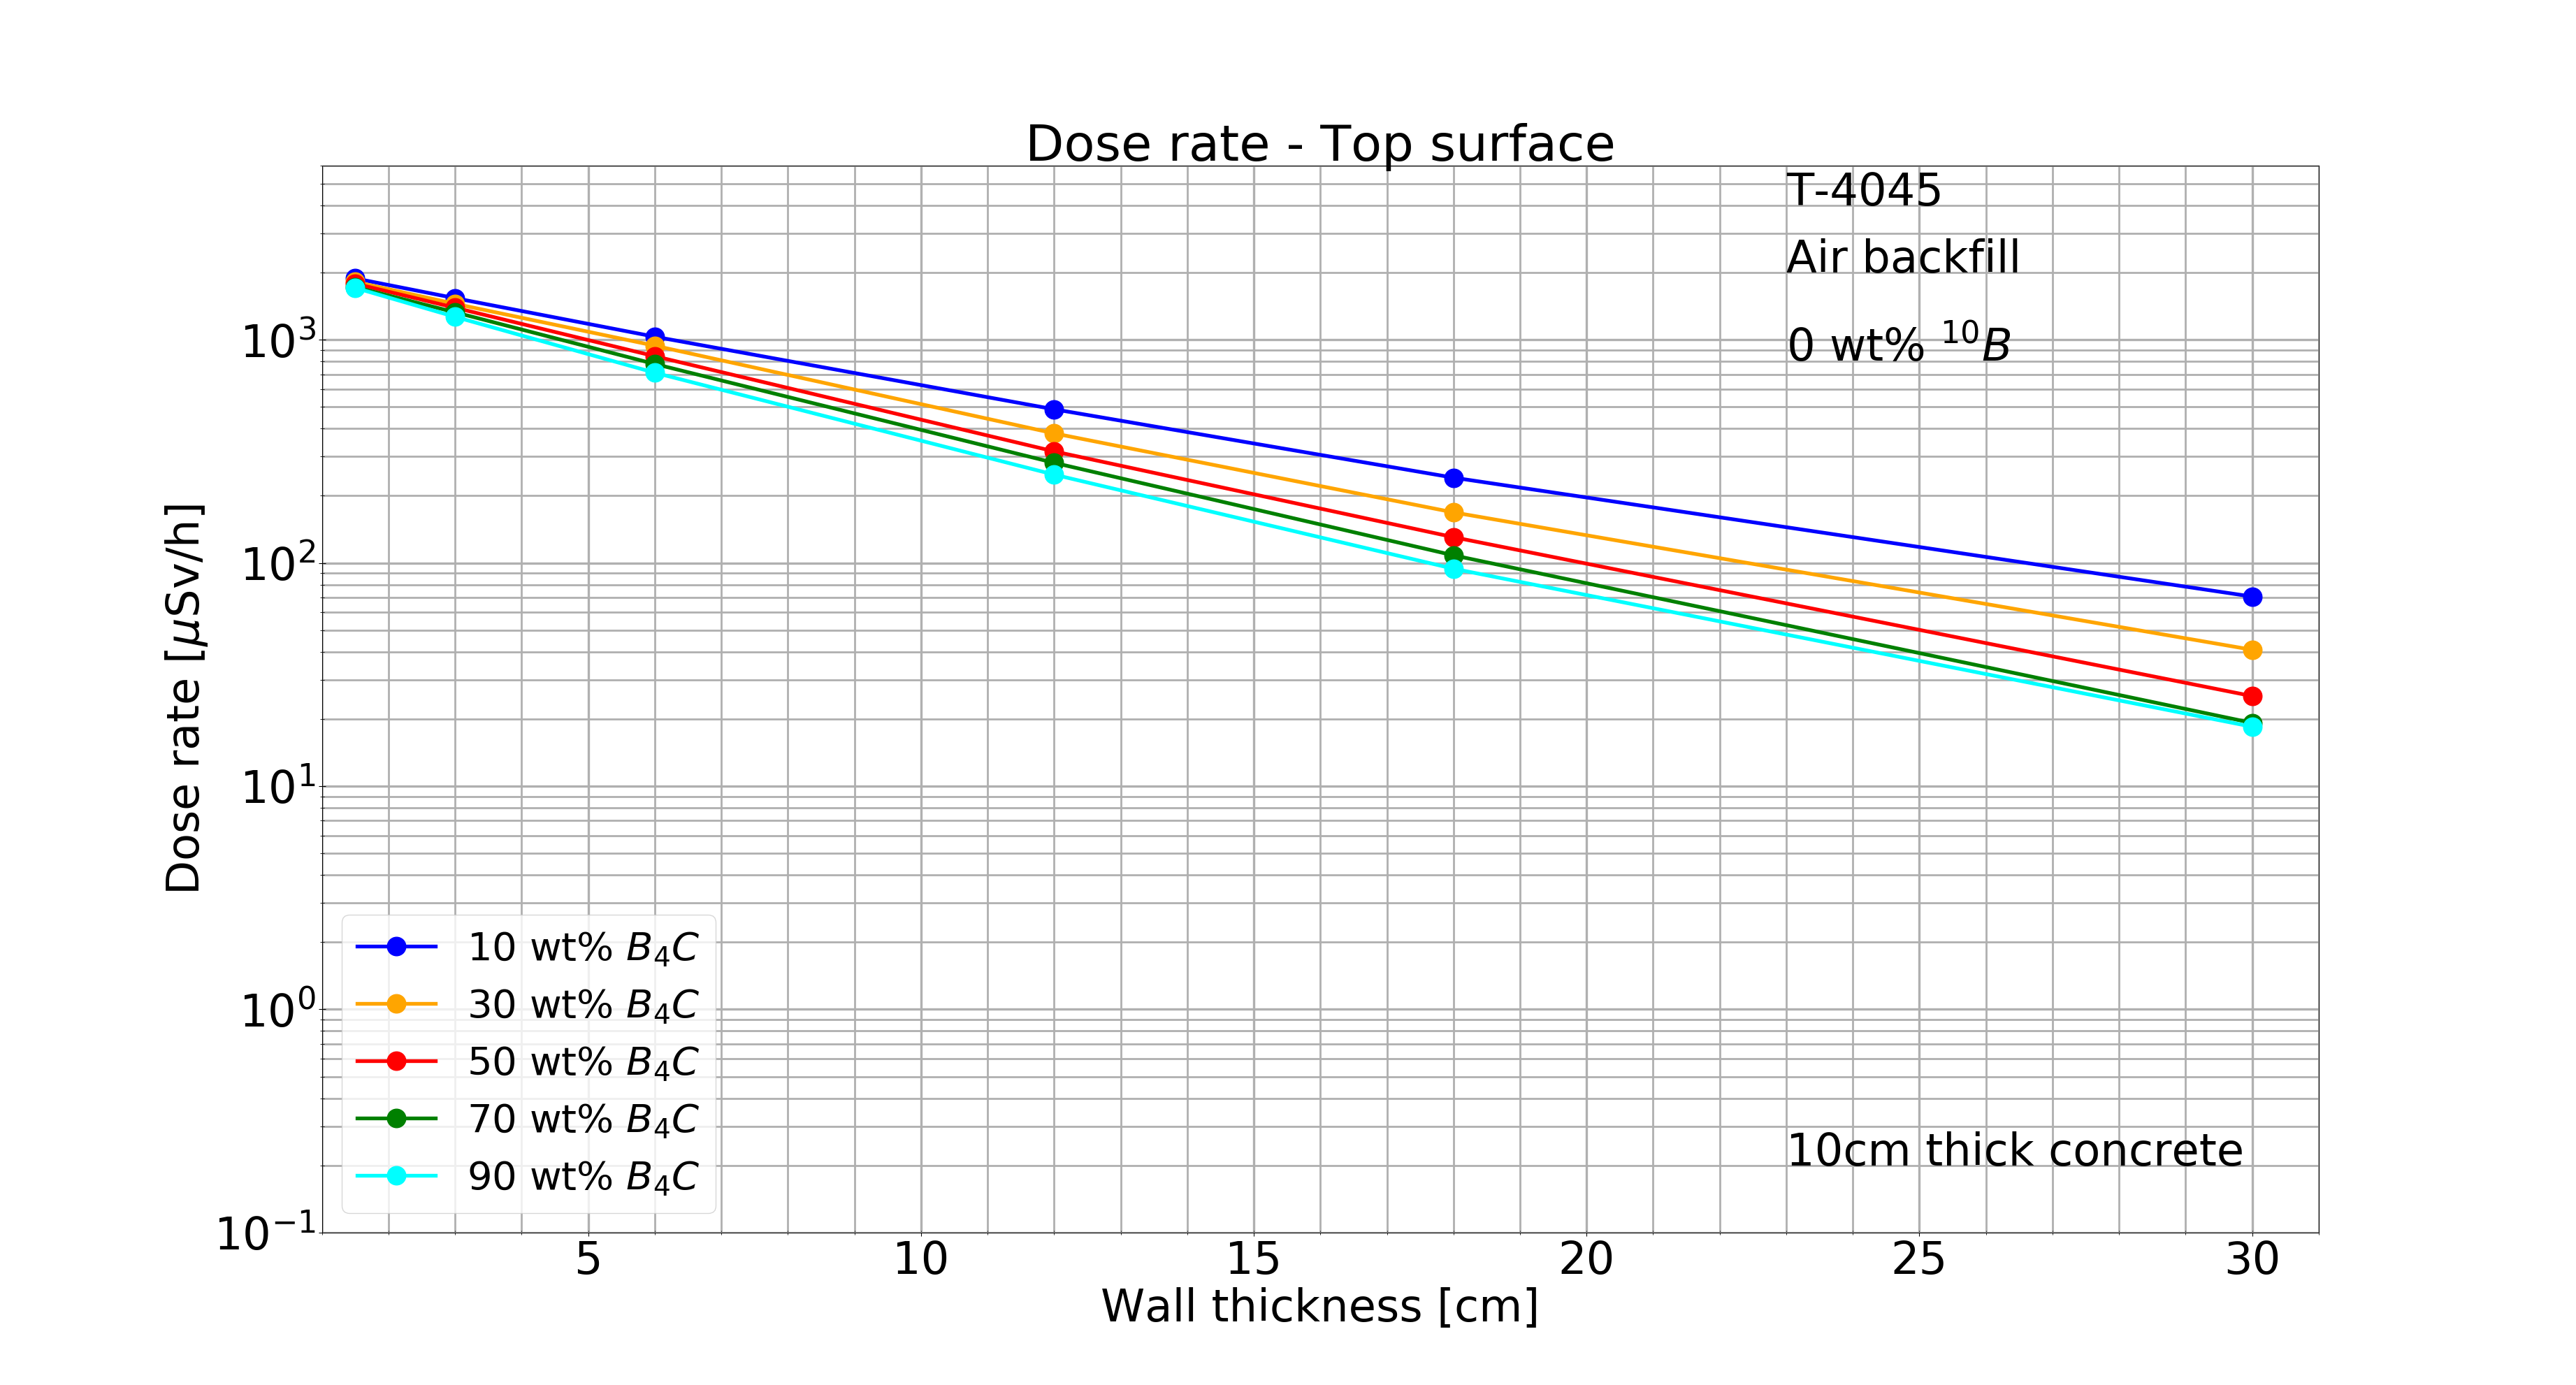 Dose rate - Top surface
T-4045
Air backfill
0 wt% ¹⁰B
10³
10²
10¹
10⁰
10⁻¹
Dose rate [μSv/h]
10 wt% B₄C
30 wt% B₄C
50 wt% B₄C
70 wt% B₄C
90 wt% B₄C
10cm thick concrete
5 10 15 20 25 30
Wall thickness [cm]